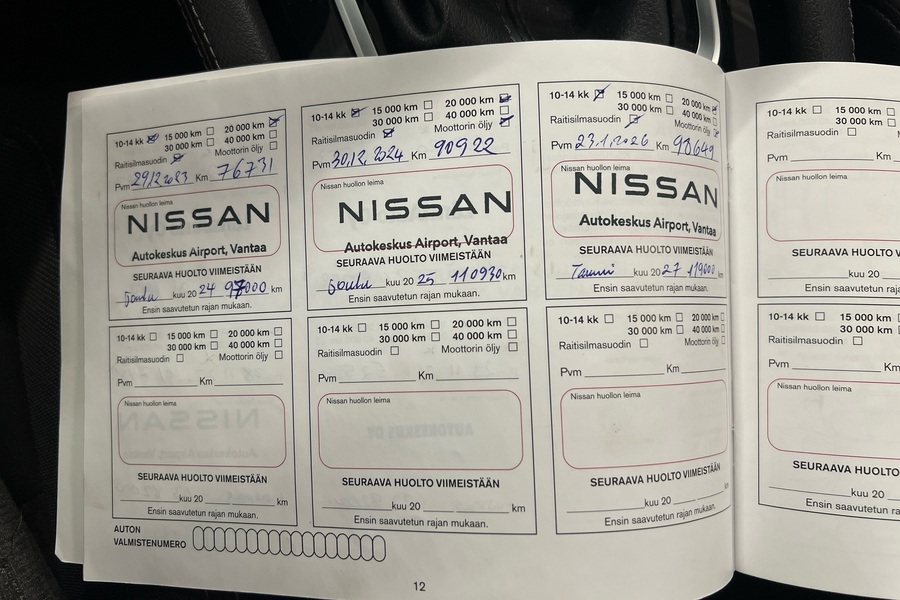 10-14 kk 15 000 km 20 000 km
30 000 km 40 000 km
Raitisilmasuodin Moottorin öljy
Pvm 29/12 2023 Km 76731
Nissan huollon leima
NISSAN
Autokeskus Airport, Vantaa
SEURAAVA HUOLTO VIIMEISTÄÄN
Joulu kuu 20 24 97000 km
Ensin saavutetun rajan mukaan.
10-14 kk 15 000 km 20 000 km
30 000 km 40 000 km
Raitisilmasuodin Moottorin öljy
Pvm 30.12.2024 Km 90922
Nissan huollon leima
NISSAN
Autokeskus Airport, Vantaa
SEURAAVA HUOLTO VIIMEISTÄÄN
Joulu kuu 20 25 110930 km
Ensin saavutetun rajan mukaan.
10-14 kk 15 000 km 20 000 km
30 000 km 40 000 km
Raitisilmasuodin Moottorin öljy
Pvm 23.1.2026 Km 98649
Nissan huollon leima
NISSAN
Autokeskus Airport, Vantaa
SEURAAVA HUOLTO VIIMEISTÄÄN
Tammi kuu 20 27 119000 km
Ensin saavutetun rajan mukaan.
10-14 kk 15 000 km
30 000 km
Raitisilmasuodin
Pvm Km
Nissan huollon leima
SEURAAVA HUOLTO
kuu 20
Ensin saavutetun
10-14 kk 15 000 km 20 000 km
30 000 km 40 000 km
Raitisilmasuodin Moottorin öljy
Pvm Km
Nissan huollon leima
SEURAAVA HUOLTO VIIMEISTÄÄN
kuu 20 km
Ensin saavutetun rajan mukaan.
10-14 kk 15 000 km 20 000 km
30 000 km 40 000 km
Raitisilmasuodin Moottorin öljy
Pvm Km
Nissan huollon leima
SEURAAVA HUOLTO VIIMEISTÄÄN
kuu 20 km
Ensin saavutetun rajan mukaan.
10-14 kk 15 000 km 20 000 km
30 000 km 40 000 km
Raitisilmasuodin Moottorin öljy
Pvm Km
Nissan huollon leima
SEURAAVA HUOLTO VIIMEISTÄÄN
kuu 20 km
Ensin saavutetun rajan mukaan.
10-14 kk 15 000 km
30 000 km
Raitisilmasuodin
Pvm Km
Nissan huollon leima
SEURAAVA HUOLTO
kuu 20
Ensin saavutetun
AUTON
VALMISTENUMERO
12